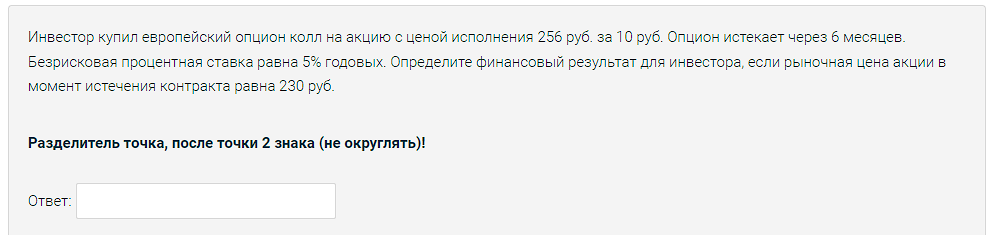 Инвестор купил европейский опцион колл на акцию с ценой исполнения 256 руб. за 10 руб. Опцион истекает через 6 месяцев.
Безрисковая процентная ставка равна 5% годовых. Определите финансовый результат для инвестора, если рыночная цена акции в
момент истечения контракта равна 230 руб.
Разделитель точка, после точки 2 знака (не округлять)!
Ответ: